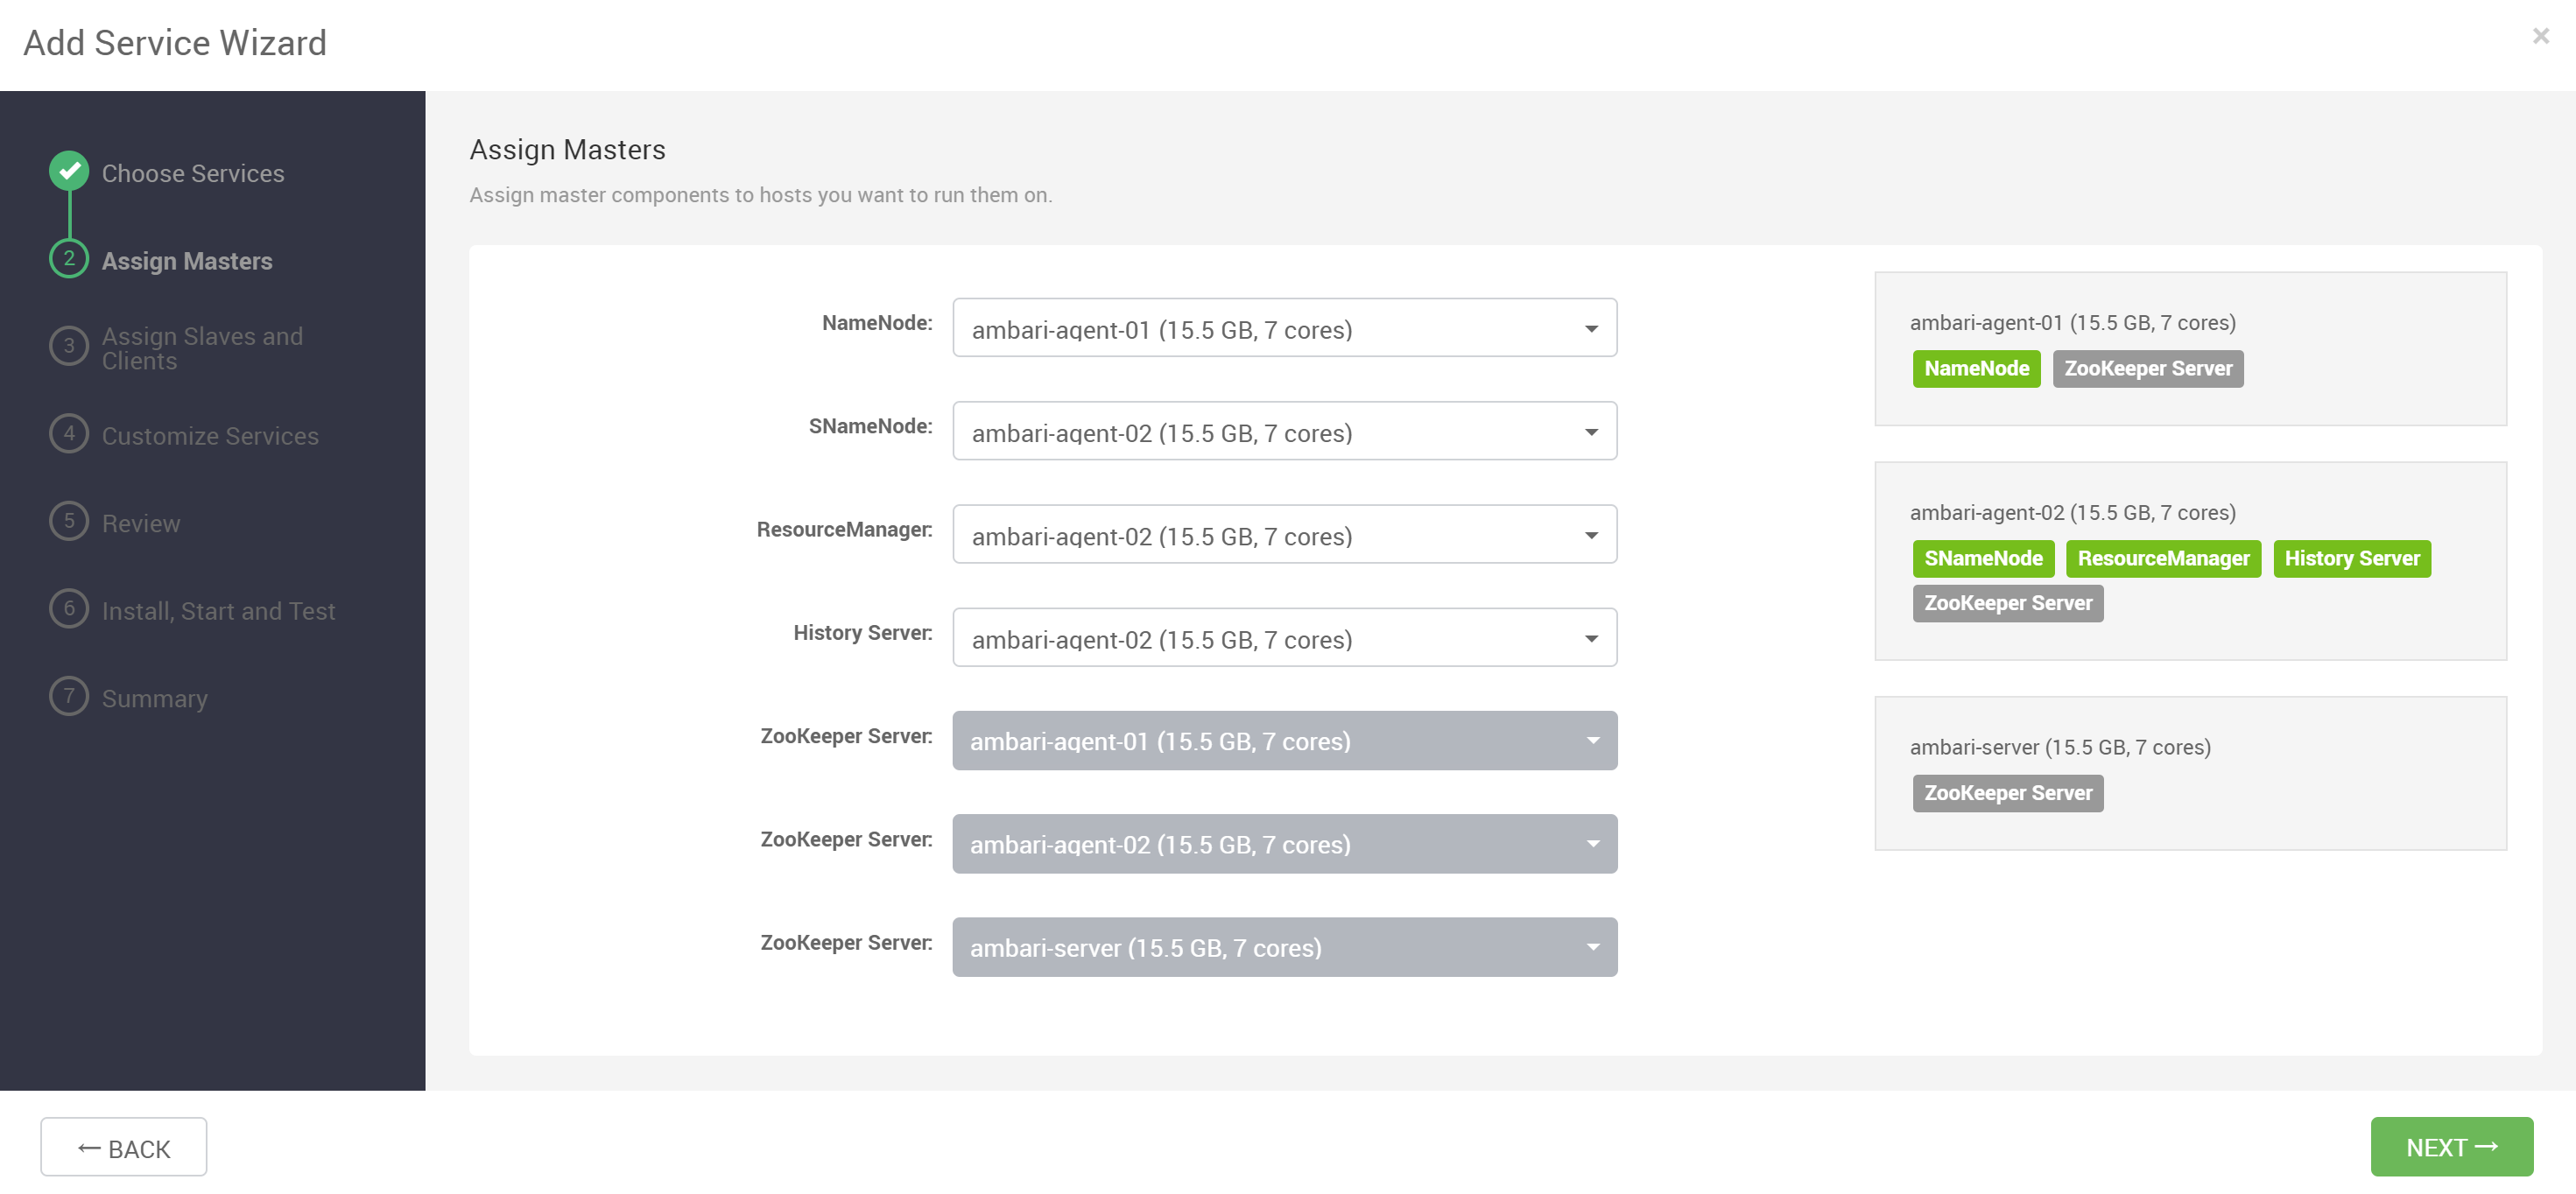 Add Service Wizard
×
Choose Services
2 Assign Masters
3 Assign Slaves and
Clients
4 Customize Services
5 Review
6 Install, Start and Test
7 Summary
Assign Masters
Assign master components to hosts you want to run them on.
NameNode: ambari-agent-01 (15.5 GB, 7 cores)
SNameNode: ambari-agent-02 (15.5 GB, 7 cores)
ResourceManager: ambari-agent-02 (15.5 GB, 7 cores)
History Server: ambari-agent-02 (15.5 GB, 7 cores)
ZooKeeper Server: ambari-agent-01 (15.5 GB, 7 cores)
ZooKeeper Server: ambari-agent-02 (15.5 GB, 7 cores)
ZooKeeper Server: ambari-server (15.5 GB, 7 cores)
ambari-agent-01 (15.5 GB, 7 cores)
NameNode ZooKeeper Server
ambari-agent-02 (15.5 GB, 7 cores)
SNameNode ResourceManager History Server
ZooKeeper Server
ambari-server (15.5 GB, 7 cores)
ZooKeeper Server
← BACK
NEXT →